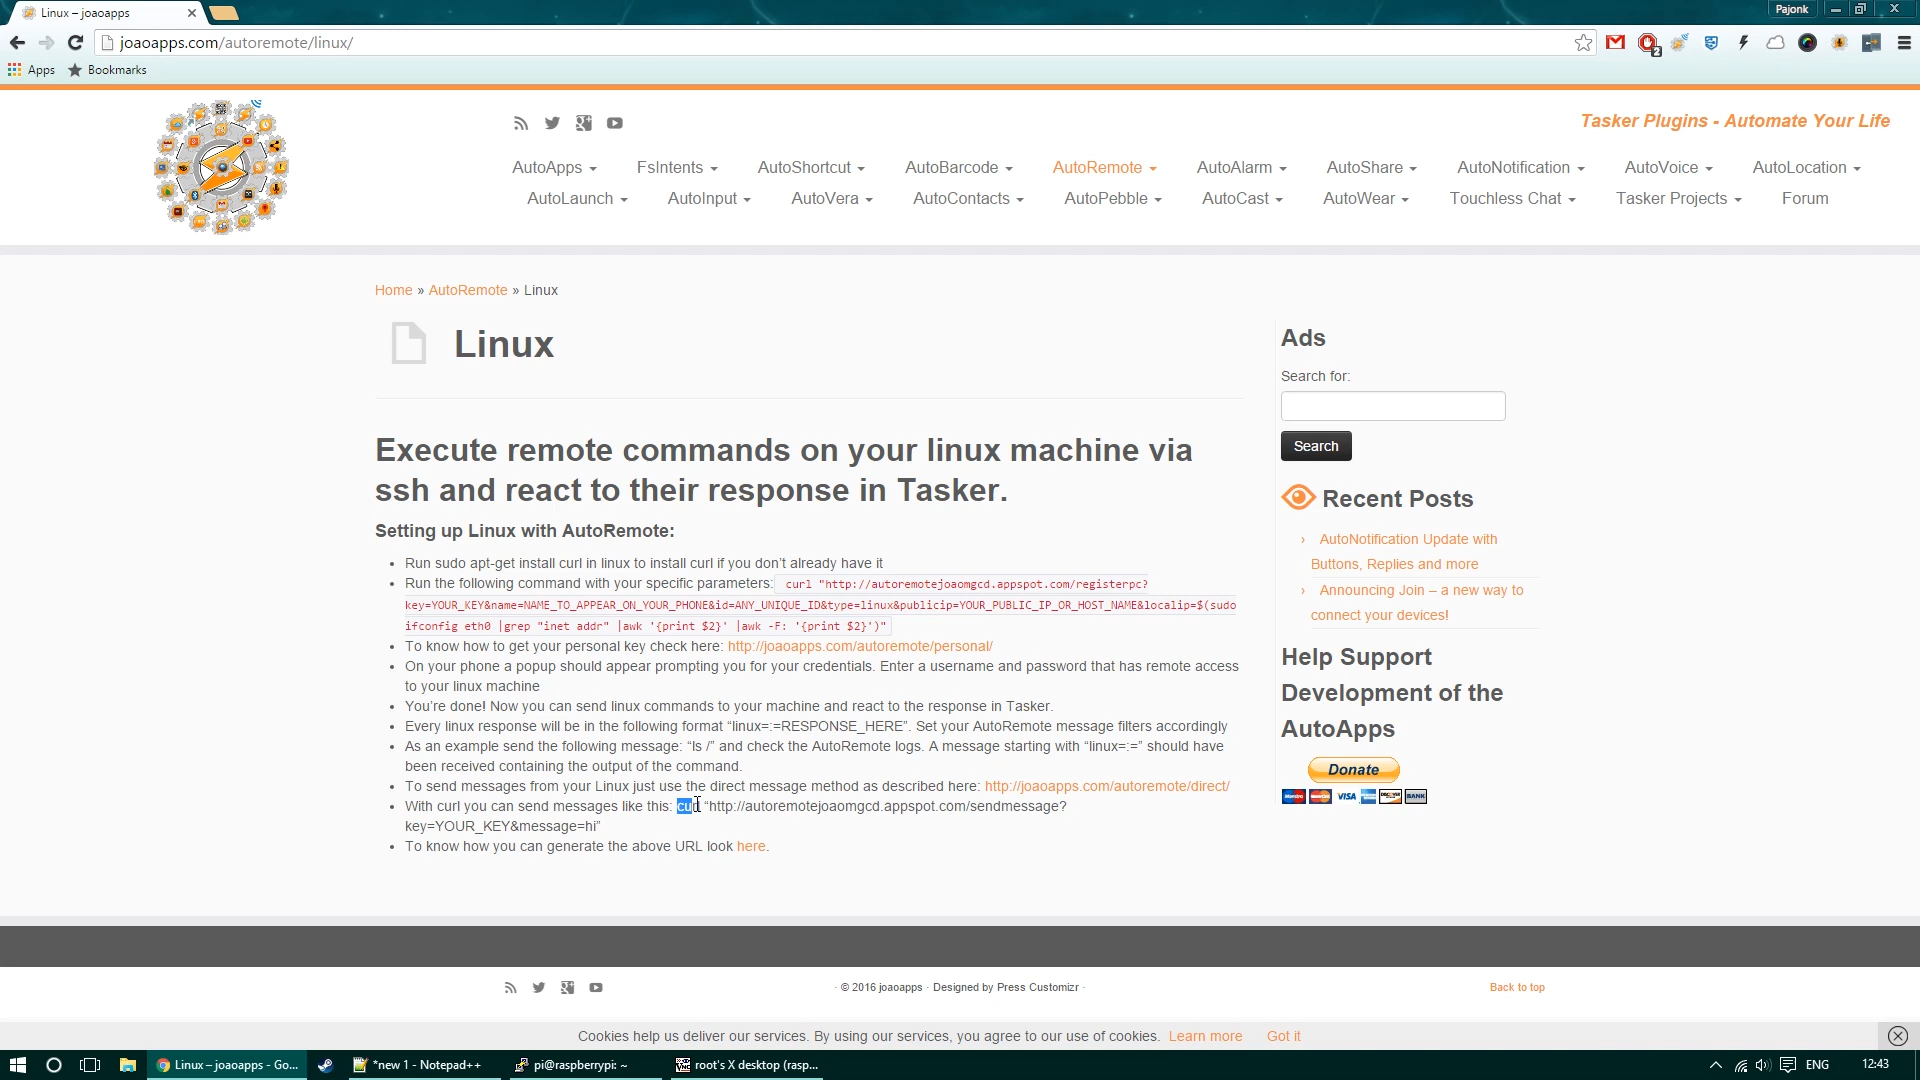 Linux – joaoapps
Pajonk
joaoapps.com/autoremote/linux/
2
Apps
Bookmarks
Tasker Plugins - Automate Your Life
AutoApps FsIntents AutoShortcut AutoBarcode AutoRemote AutoAlarm AutoShare AutoNotification AutoVoice AutoLocation
AutoLaunch AutoInput AutoVera AutoContacts AutoPebble AutoCast AutoWear Touchless Chat Tasker Projects Forum
Home » AutoRemote » Linux
Linux
Execute remote commands on your linux machine via
ssh and react to their response in Tasker.
Setting up Linux with AutoRemote:
• Run sudo apt-get install curl in linux to install curl if you don’t already have it
• Run the following command with your specific parameters: curl "http://autoremotejoaomgcd.appspot.com/registerpc?
key=YOUR_KEY&name=NAME_TO_APPEAR_ON_YOUR_PHONE&id=ANY_UNIQUE_ID&type=linux&publicip=YOUR_PUBLIC_IP_OR_HOST_NAME&localip=$(sudo
ifconfig eth0 |grep "inet addr" |awk '{print $2}' |awk -F: '{print $2}')"
• To know how to get your personal key check here: http://joaoapps.com/autoremote/personal/
• On your phone a popup should appear prompting you for your credentials. Enter a username and password that has remote access
to your linux machine
• You’re done! Now you can send linux commands to your machine and react to the response in Tasker.
• Every linux response will be in the following format “linux=:=RESPONSE_HERE”. Set your AutoRemote message filters accordingly
• As an example send the following message: “ls /” and check the AutoRemote logs. A message starting with “linux=:=” should have
been received containing the output of the command.
• To send messages from your Linux just use the direct message method as described here: http://joaoapps.com/autoremote/direct/
• With curl you can send messages like this: curl “http://autoremotejoaomgcd.appspot.com/sendmessage?
key=YOUR_KEY&message=hi”
• To know how you can generate the above URL look here.
Ads
Search for:
Search
Recent Posts
› AutoNotification Update with
Buttons, Replies and more
› Announcing Join – a new way to
connect your devices!
Help Support
Development of the
AutoApps
Donate
VISA BANK
· © 2016 joaoapps · Designed by Press Customizr ·
Back to top
Cookies help us deliver our services. By using our services, you agree to our use of cookies. Learn more Got it
Linux – joaoapps - Go...
*new 1 - Notepad++
pi@raspberrypi: ~
root's X desktop (rasp...
ENG
12:43